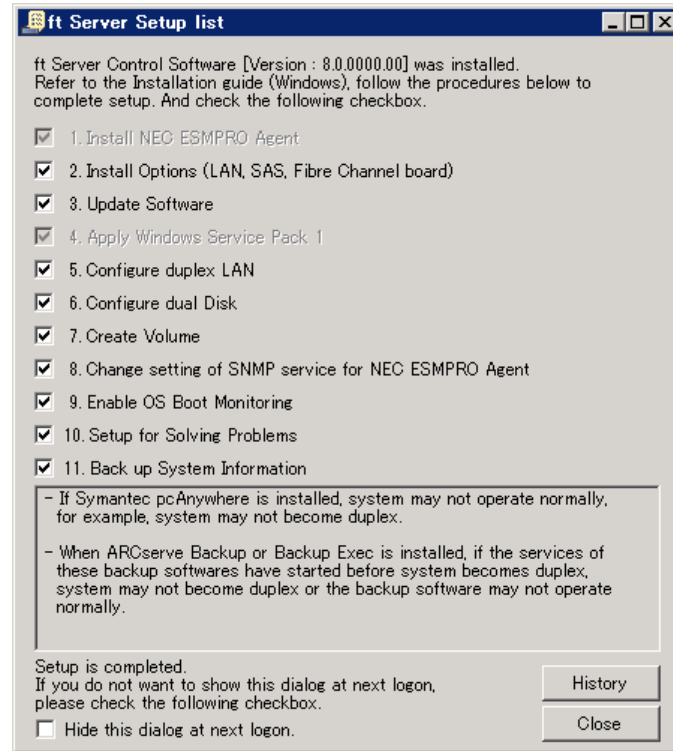 ft Server Setup list
ft Server Control Software [Version : 8.0.0000.00] was installed.
Refer to the Installation guide (Windows), follow the procedures below to
complete setup. And check the following checkbox.
1. Install NEC ESMPRO Agent
2. Install Options (LAN, SAS, Fibre Channel board)
3. Update Software
4. Apply Windows Service Pack 1
5. Configure duplex LAN
6. Configure dual Disk
7. Create Volume
8. Change setting of SNMP service for NEC ESMPRO Agent
9. Enable OS Boot Monitoring
10. Setup for Solving Problems
11. Back up System Information
- If Symantec pcAnywhere is installed, system may not operate normally,
for example, system may not become duplex.
- When ARCserve Backup or Backup Exec is installed, if the services of
these backup softwares have started before system becomes duplex,
system may not become duplex or the backup software may not operate
normally.
Setup is completed.
If you do not want to show this dialog at next logon,
please check the following checkbox.
Hide this dialog at next logon.
History
Close